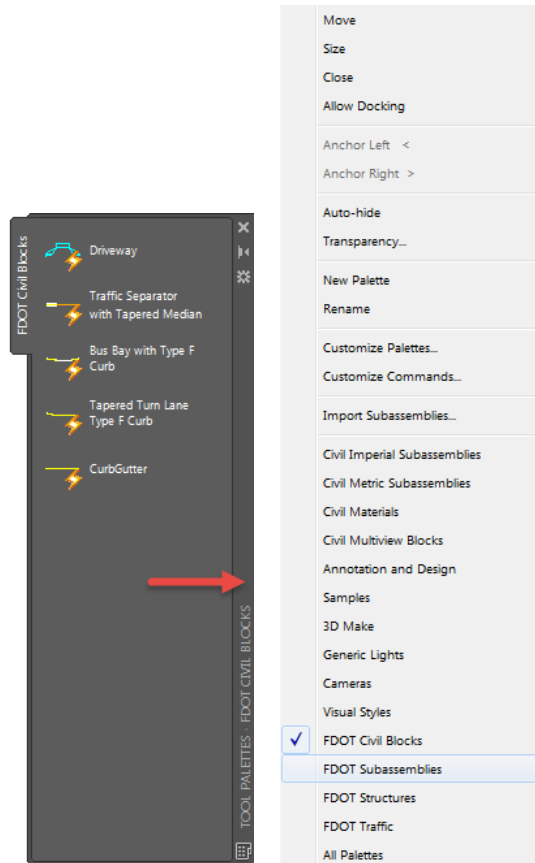 FDOT Civil Blocks
Driveway
Traffic Separator
with Tapered Median
Bus Bay with Type F
Curb
Tapered Turn Lane
Type F Curb
CurbGutter
TOOL PALETTES - FDOT CIVIL BLOCKS
Move
Size
Close
Allow Docking
Anchor Left <
Anchor Right >
Auto-hide
Transparency...
New Palette
Rename
Customize Palettes...
Customize Commands...
Import Subassemblies...
Civil Imperial Subassemblies
Civil Metric Subassemblies
Civil Materials
Civil Multiview Blocks
Annotation and Design
Samples
3D Make
Generic Lights
Cameras
Visual Styles
FDOT Civil Blocks
FDOT Subassemblies
FDOT Structures
FDOT Traffic
All Palettes